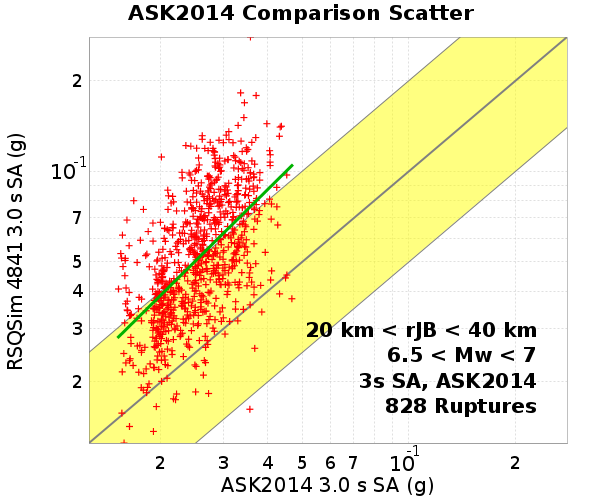 ASK2014 Comparison Scatter
RSQSim 4841 3.0 s SA (g)
2
10-1
7
5
4
3
2
20 km < rJB < 40 km
6.5 < Mw < 7
3s SA, ASK2014
828 Ruptures
2 3 4 5 6 7 10-1 2
ASK2014 3.0 s SA (g)